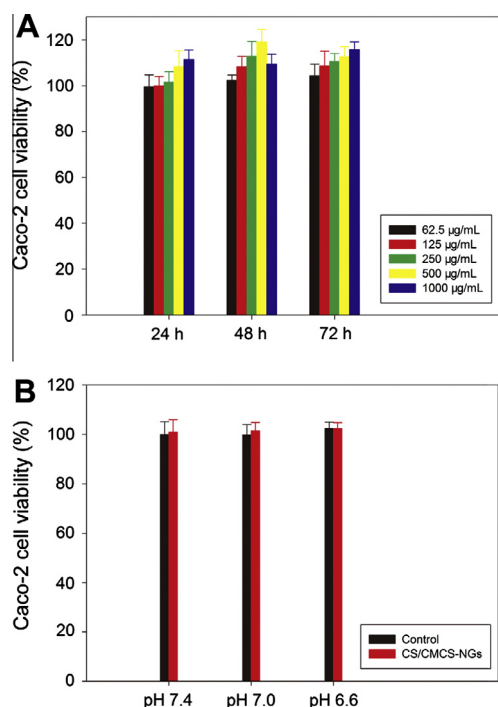 A
Caco-2 cell viability (%)
120
100
80
60
40
20
0
62.5 µg/mL
125 µg/mL
250 µg/mL
500 µg/mL
1000 µg/mL
24 h 48 h 72 h
B
Caco-2 cell viability (%)
120
100
80
60
40
20
0
Control
CS/CMCS-NGs
pH 7.4 pH 7.0 pH 6.6